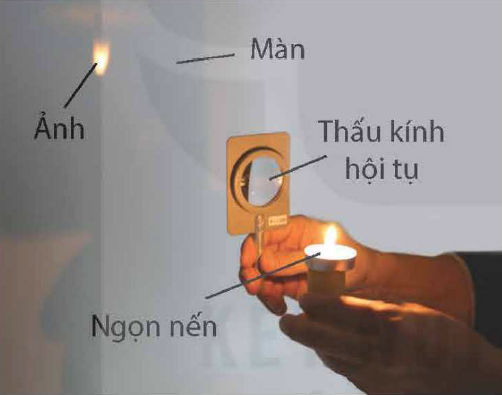 Màn
Ảnh
Thấu kính
hội tụ
Ngọn nến